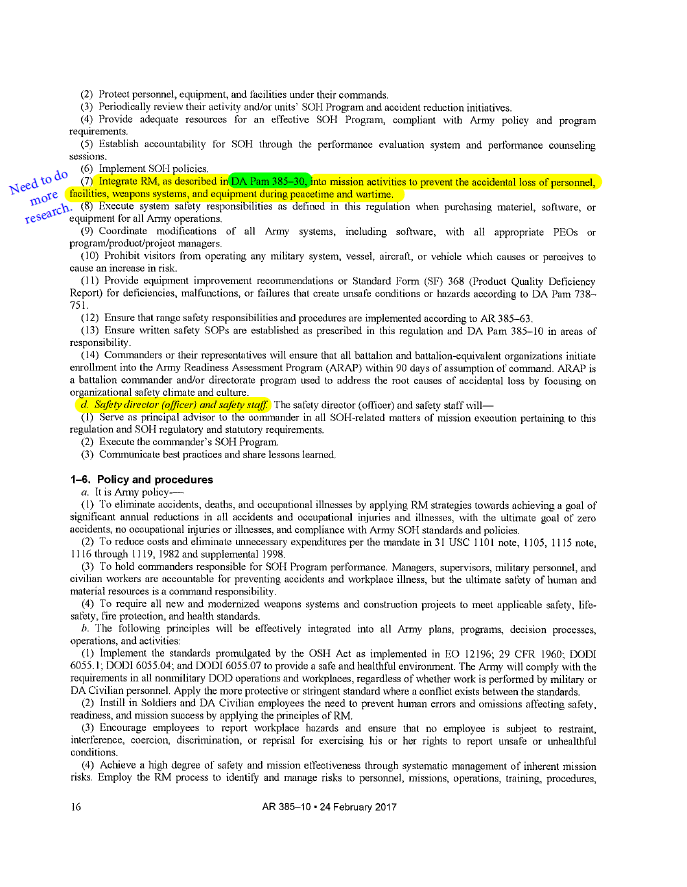 (2) Protect personnel, equipment, and facilities under their commands.
(3) Periodically review their activity and/or units' SOH Program and accident reduction initiatives.
(4) Provide adequate resources for an effective SOH Program, compliant with Army policy and program
requirements.
(5) Establish accountability for SOH through the performance evaluation system and performance counseling
sessions.
(6) Implement SOH policies.
Need to do
more
research.
(7) Integrate RM, as described in DA Pam 385–30, into mission activities to prevent the accidental loss of personnel,
facilities, weapons systems, and equipment during peacetime and wartime.
(8) Execute system safety responsibilities as defined in this regulation when purchasing materiel, software, or
equipment for all Army operations.
(9) Coordinate modifications of all Army systems, including software, with all appropriate PEOs or
program/product/project managers.
(10) Prohibit visitors from operating any military system, vessel, aircraft, or vehicle which causes or perceives to
cause an increase in risk.
(11) Provide equipment improvement recommendations or Standard Form (SF) 368 (Product Quality Deficiency
Report) for deficiencies, malfunctions, or failures that create unsafe conditions or hazards according to DA Pam 738–
751.
(12) Ensure that range safety responsibilities and procedures are implemented according to AR 385–63.
(13) Ensure written safety SOPs are established as prescribed in this regulation and DA Pam 385–10 in areas of
responsibility.
(14) Commanders or their representatives will ensure that all battalion and battalion-equivalent organizations initiate
enrollment into the Army Readiness Assessment Program (ARAP) within 90 days of assumption of command. ARAP is
a battalion commander and/or directorate program used to address the root causes of accidental loss by focusing on
organizational safety climate and culture.
d. Safety director (officer) and safety staff. The safety director (officer) and safety staff will—
(1) Serve as principal advisor to the commander in all SOH-related matters of mission execution pertaining to this
regulation and SOH regulatory and statutory requirements.
(2) Execute the commander's SOH Program.
(3) Communicate best practices and share lessons learned.
1–6. Policy and procedures
a. It is Army policy—
(1) To eliminate accidents, deaths, and occupational illnesses by applying RM strategies towards achieving a goal of
significant annual reductions in all accidents and occupational injuries and illnesses, with the ultimate goal of zero
accidents, no occupational injuries or illnesses, and compliance with Army SOH standards and policies.
(2) To reduce costs and eliminate unnecessary expenditures per the mandate in 31 USC 1101 note, 1105, 1115 note,
1116 through 1119, 1982 and supplemental 1998.
(3) To hold commanders responsible for SOH Program performance. Managers, supervisors, military personnel, and
civilian workers are accountable for preventing accidents and workplace illness, but the ultimate safety of human and
material resources is a command responsibility.
(4) To require all new and modernized weapons systems and construction projects to meet applicable safety, life-
safety, fire protection, and health standards.
b. The following principles will be effectively integrated into all Army plans, programs, decision processes,
operations, and activities:
(1) Implement the standards promulgated by the OSH Act as implemented in EO 12196; 29 CFR 1960; DODI
6055.1; DODI 6055.04; and DODI 6055.07 to provide a safe and healthful environment. The Army will comply with the
requirements in all nonmilitary DOD operations and workplaces, regardless of whether work is performed by military or
DA Civilian personnel. Apply the more protective or stringent standard where a conflict exists between the standards.
(2) Instill in Soldiers and DA Civilian employees the need to prevent human errors and omissions affecting safety,
readiness, and mission success by applying the principles of RM.
(3) Encourage employees to report workplace hazards and ensure that no employee is subject to restraint,
interference, coercion, discrimination, or reprisal for exercising his or her rights to report unsafe or unhealthful
conditions.
(4) Achieve a high degree of safety and mission effectiveness through systematic management of inherent mission
risks. Employ the RM process to identify and manage risks to personnel, missions, operations, training, procedures,
16
AR 385–10 • 24 February 2017